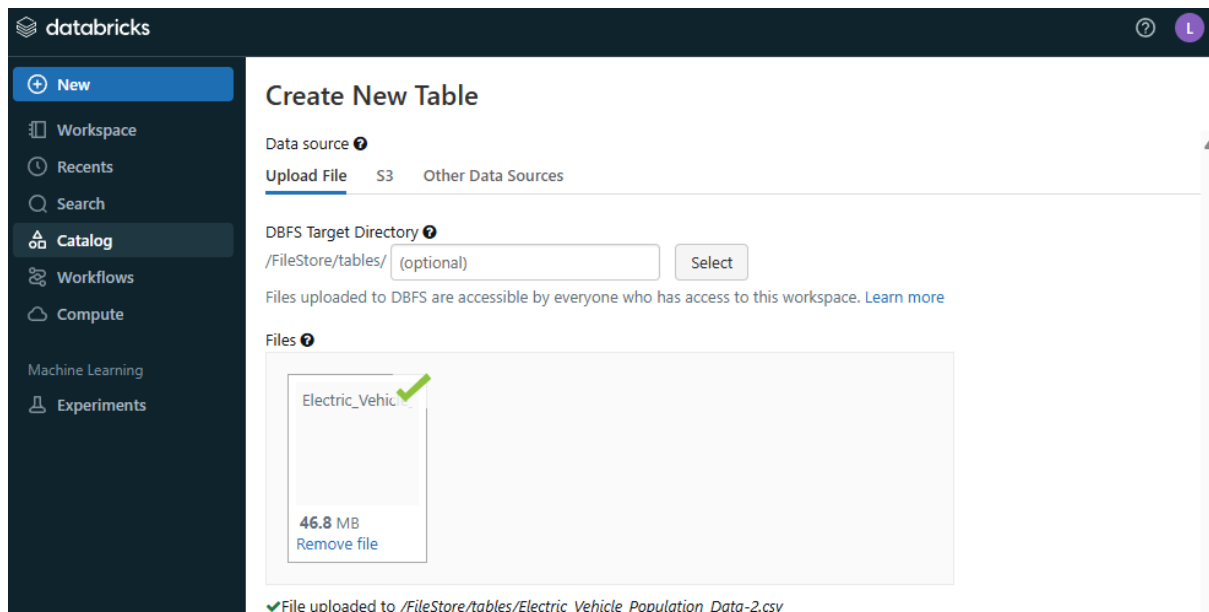 databricks
L
New
Workspace
Recents
Search
Catalog
Workflows
Compute
Machine Learning
Experiments
Create New Table
Data source
Upload File S3 Other Data Sources
DBFS Target Directory
/FileStore/tables/ (optional) Select
Files uploaded to DBFS are accessible by everyone who has access to this workspace. Learn more
Files
Electric_Vehic
46.8 MB
Remove file
File uploaded to /FileStore/tables/Electric_Vehicle_Population_Data-2.csv